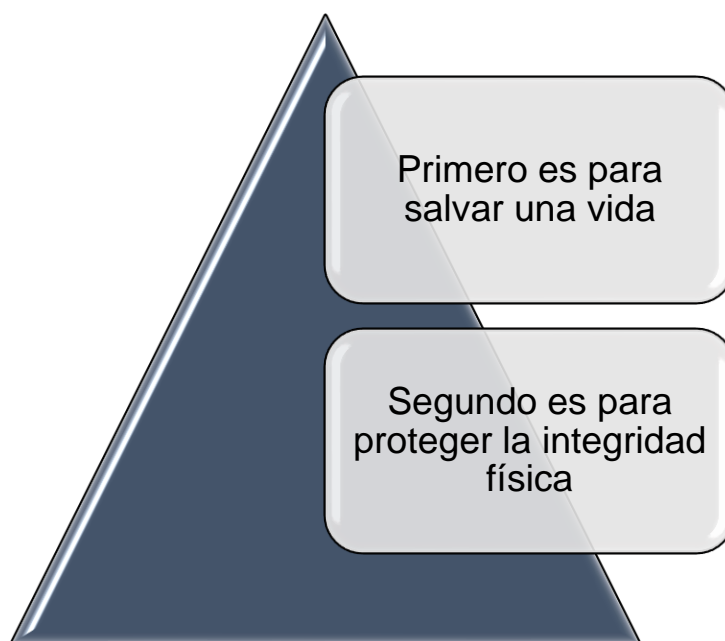 Primero es para
salvar una vida
Segundo es para
proteger la integridad
física